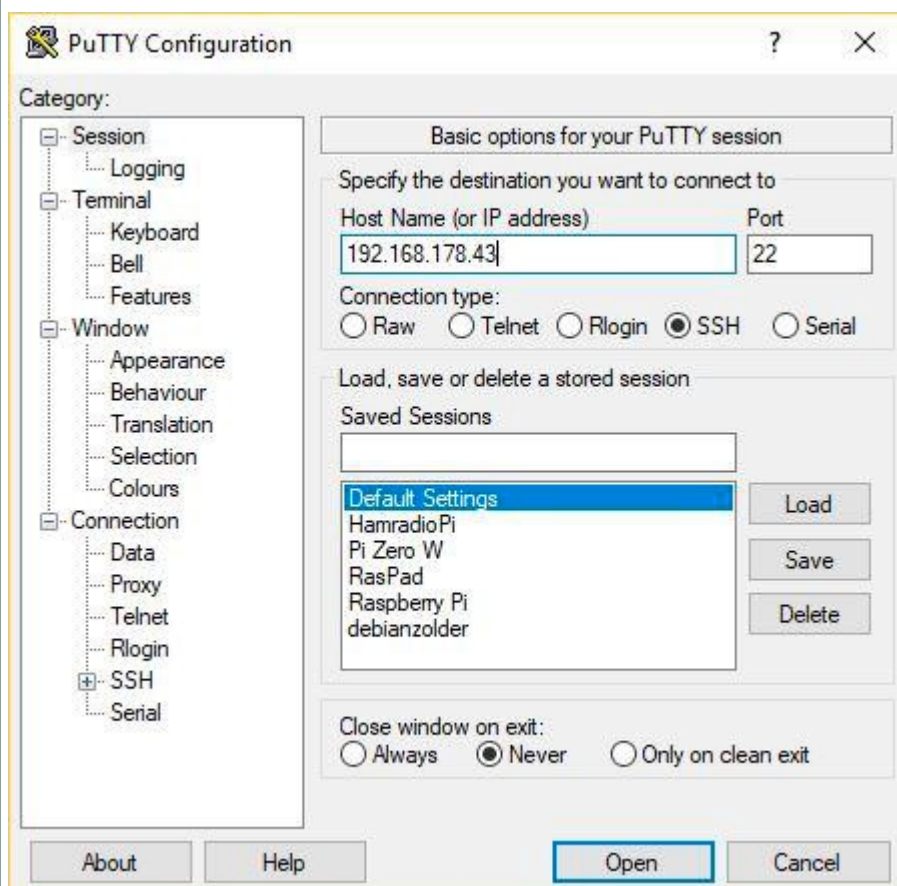 PuTTY Configuration
?
Category:
Session
Logging
Terminal
Keyboard
Bell
Features
Window
Appearance
Behaviour
Translation
Selection
Colours
Connection
Data
Proxy
Telnet
Rlogin
SSH
Serial
Basic options for your PuTTY session
Specify the destination you want to connect to
Host Name (or IP address) Port
192.168.178.43 22
Connection type:
Raw Telnet Rlogin SSH Serial
Load, save or delete a stored session
Saved Sessions
Default Settings
HamradioPi
Pi Zero W
RasPad
Raspberry Pi
debianzolder
Load
Save
Delete
Close window on exit:
Always Never Only on clean exit
About Help Open Cancel